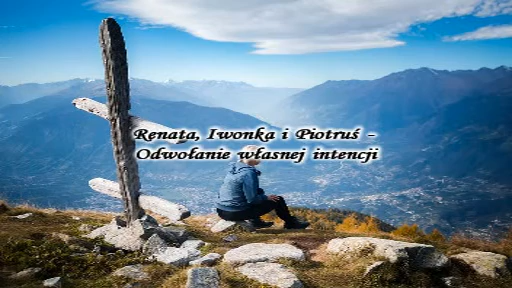 Renata, Iwonka i Piotruś -
Odwołanie własnej intencji